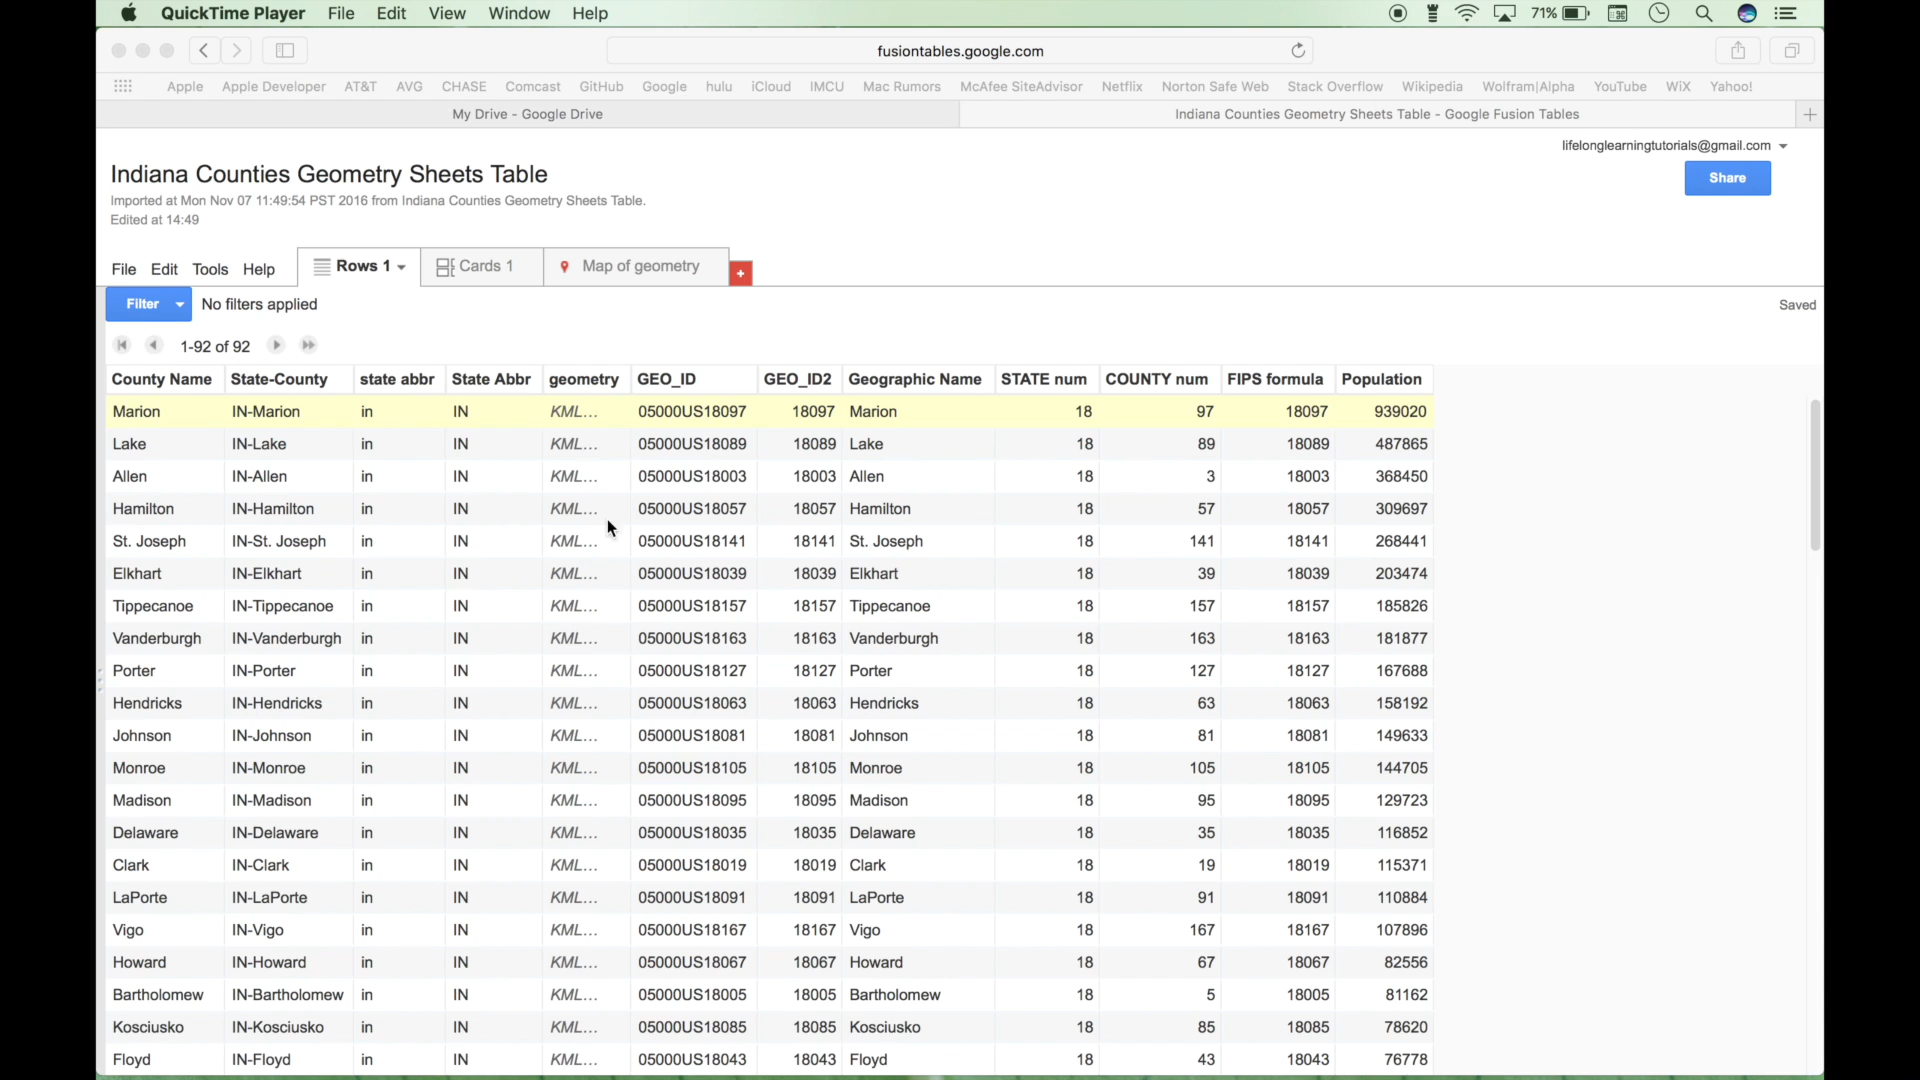 QuickTime Player File Edit View Window Help 71%
fusiontables.google.com
Apple Apple Developer AT&T AVG CHASE Comcast GitHub Google hulu iCloud IMCU Mac Rumors McAfee SiteAdvisor Netflix Norton Safe Web Stack Overflow Wikipedia Wolfram|Alpha YouTube WiX Yahoo!
My Drive - Google Drive Indiana Counties Geometry Sheets Table - Google Fusion Tables
lifelonglearningtutorials@gmail.com
Indiana Counties Geometry Sheets Table
Share
Imported at Mon Nov 07 11:49:54 PST 2016 from Indiana Counties Geometry Sheets Table.
Edited at 14:49
File Edit Tools Help Rows 1 Cards 1 Map of geometry +
Filter No filters applied Saved
1-92 of 92
County Name State-County state abbr State Abbr geometry GEO_ID GEO_ID2 Geographic Name STATE num COUNTY num FIPS formula Population
Marion IN-Marion in IN KML... 05000US18097 18097 Marion 18 97 18097 939020
Lake IN-Lake in IN KML... 05000US18089 18089 Lake 18 89 18089 487865
Allen IN-Allen in IN KML... 05000US18003 18003 Allen 18 3 18003 368450
Hamilton IN-Hamilton in IN KML... 05000US18057 18057 Hamilton 18 57 18057 309697
St. Joseph IN-St. Joseph in IN KML... 05000US18141 18141 St. Joseph 18 141 18141 268441
Elkhart IN-Elkhart in IN KML... 05000US18039 18039 Elkhart 18 39 18039 203474
Tippecanoe IN-Tippecanoe in IN KML... 05000US18157 18157 Tippecanoe 18 157 18157 185826
Vanderburgh IN-Vanderburgh in IN KML... 05000US18163 18163 Vanderburgh 18 163 18163 181877
Porter IN-Porter in IN KML... 05000US18127 18127 Porter 18 127 18127 167688
Hendricks IN-Hendricks in IN KML... 05000US18063 18063 Hendricks 18 63 18063 158192
Johnson IN-Johnson in IN KML... 05000US18081 18081 Johnson 18 81 18081 149633
Monroe IN-Monroe in IN KML... 05000US18105 18105 Monroe 18 105 18105 144705
Madison IN-Madison in IN KML... 05000US18095 18095 Madison 18 95 18095 129723
Delaware IN-Delaware in IN KML... 05000US18035 18035 Delaware 18 35 18035 116852
Clark IN-Clark in IN KML... 05000US18019 18019 Clark 18 19 18019 115371
LaPorte IN-LaPorte in IN KML... 05000US18091 18091 LaPorte 18 91 18091 110884
Vigo IN-Vigo in IN KML... 05000US18167 18167 Vigo 18 167 18167 107896
Howard IN-Howard in IN KML... 05000US18067 18067 Howard 18 67 18067 82556
Bartholomew IN-Bartholomew in IN KML... 05000US18005 18005 Bartholomew 18 5 18005 81162
Kosciusko IN-Kosciusko in IN KML... 05000US18085 18085 Kosciusko 18 85 18085 78620
Floyd IN-Floyd in IN KML... 05000US18043 18043 Floyd 18 43 18043 76778